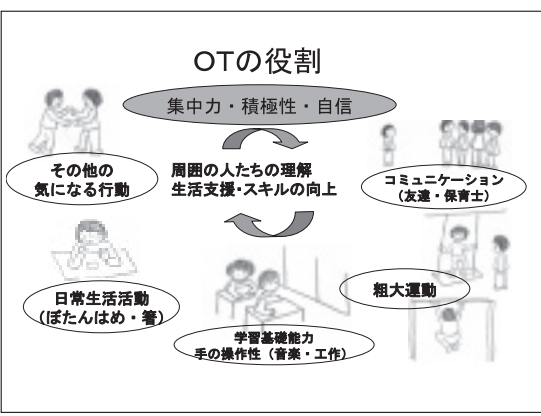 OTの役割
集中力・積極性・自信
その他の
気になる行動
周囲の人たちの理解
生活支援・スキルの向上
コミュニケーション
（友達・保育士）
日常生活活動
（ぼたんはめ・箸）
粗大運動
学習基礎能力
手の操作性（音楽・工作）